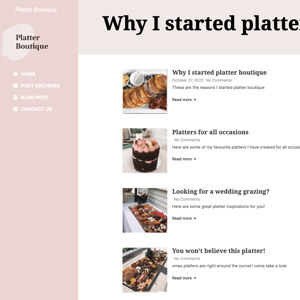 Platter Boutique
Why I started platte
Platter
Boutique
HOME
POST ARCHIVES
BLOG POST
CONTACT US
Why I started platter boutique
October 27, 2022 No Comments
These are the reasons I started platter boutique
Read more →
Platters for all occasions
No Comments
Here are some of my favourite platters I have created for all occasi
Read more →
Looking for a wedding grazing?
No Comments
Here are some great platter inspirations for you!
Read more →
You won't believe this platter!
No Comments
xmas platters are right around the corner! come take a look
Read more →